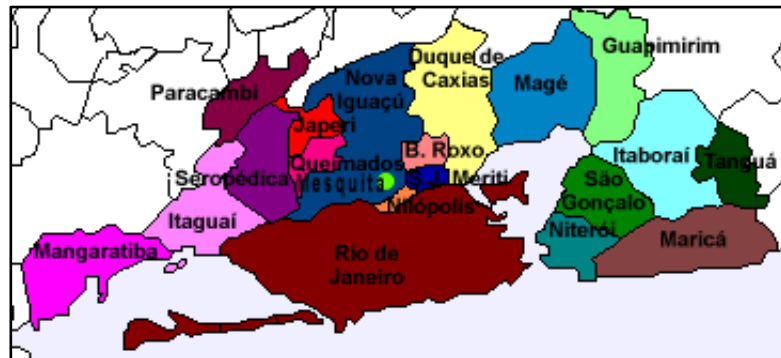 Guapimirim
Duque de
Caxias
Nova
Iguaçú
Magé
Paracambi
Japeri
B. Roxo
Itaboraí
Tanguá
Queimados
Seropédica
Mesquita
S. J. Meriti
São
Gonçalo
Nilópolis
Itaguaí
Niterói
Maricá
Mangaratiba
Rio de
Janeiro